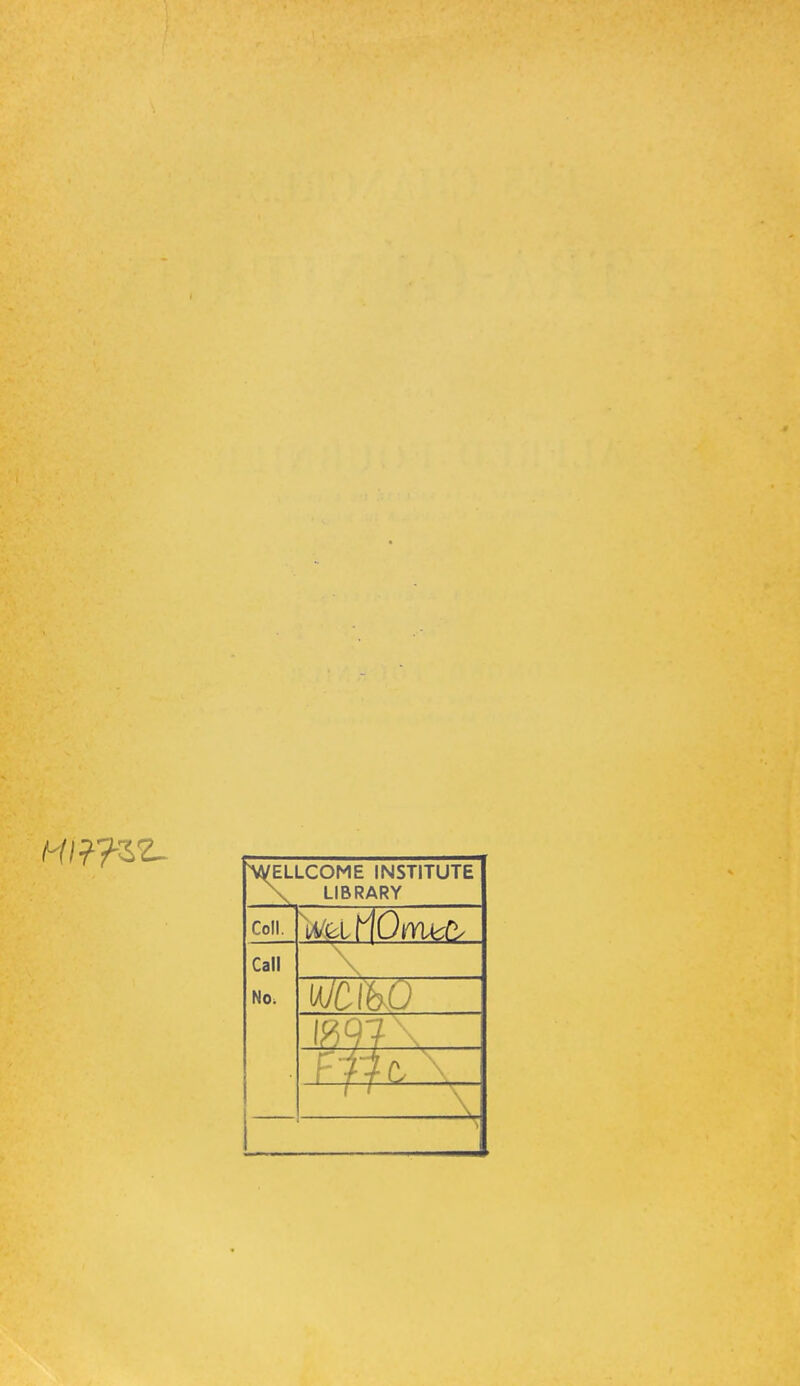 M17732
WELLCOME INSTITUTE
LIBRARY
Coll. WelMOmec
Call
No. WC160
1897
F77c